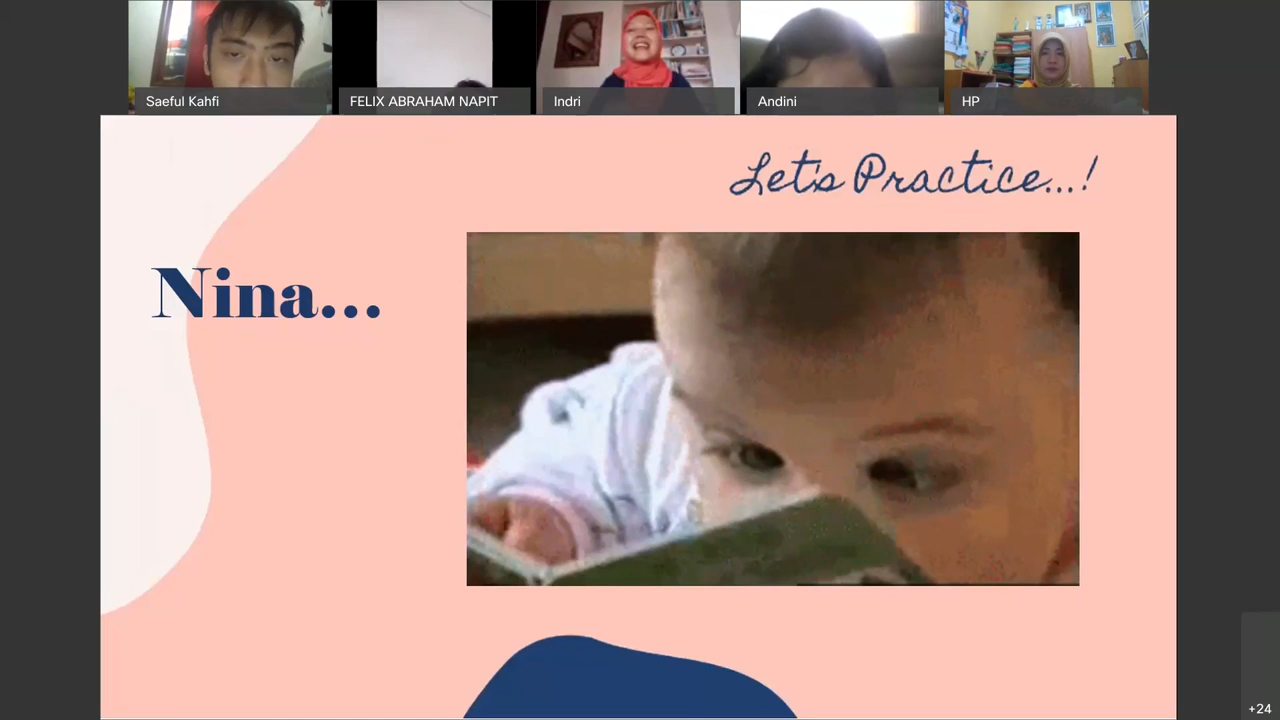 Saeful Kahfi
FELIX ABRAHAM NAPIT
Indri
Andini
HP
Let's Practice...!
Nina...
+24